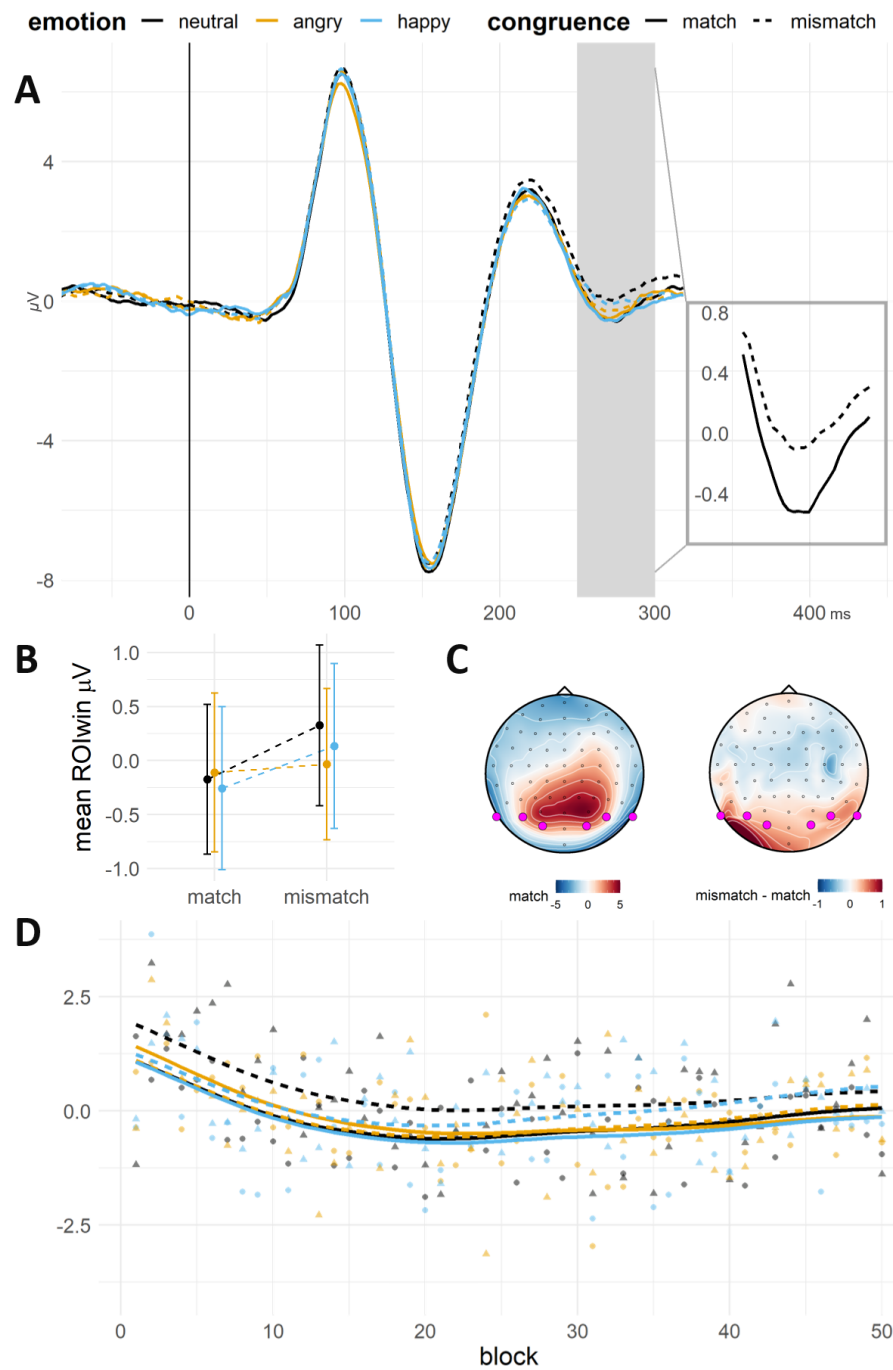 emotion neutral angry happy congruence match mismatch
A
4
0
μV
-4
-8
0.8
0.4
0.0
-0.4
0 100 200 300 400 ms
B
mean ROIwin μV
1.0
0.5
0.0
-0.5
-1.0
match mismatch
C
match -5 0 5
mismatch - match -1 0 1
D
2.5
0.0
-2.5
0 10 20 30 40 50
block